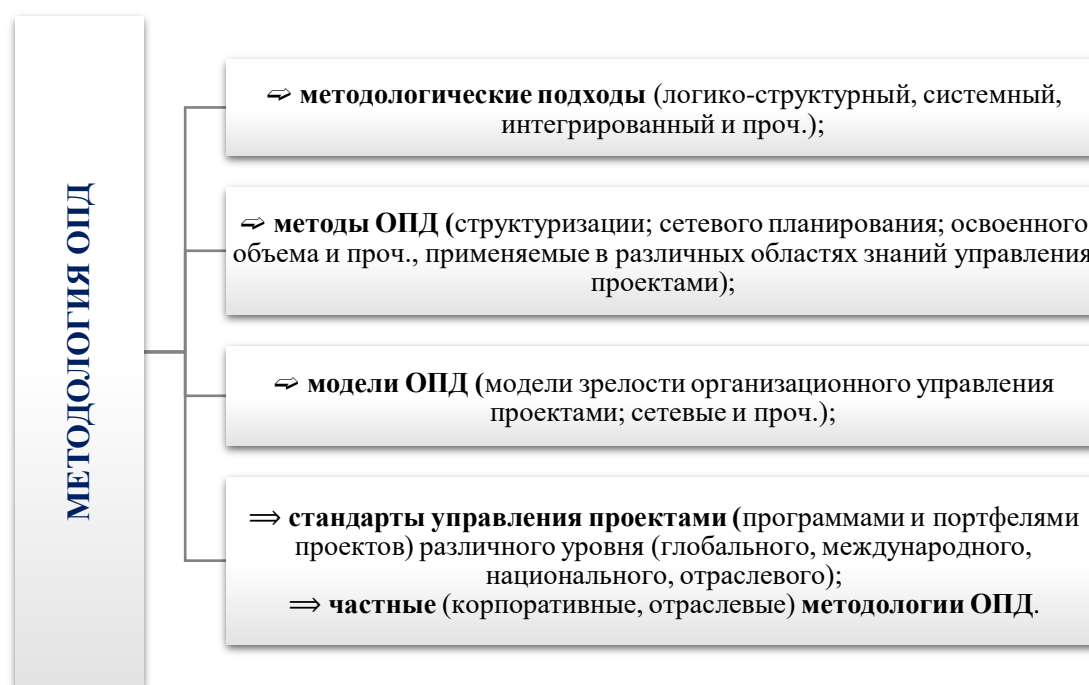 МЕТОДОЛОГИЯ ОПД
➫ методологические подходы (логико-структурный, системный,
интегрированный и проч.);
➫ методы ОПД (структуризации; сетевого планирования; освоенного
объема и проч., применяемые в различных областях знаний управления
проектами);
➫ модели ОПД (модели зрелости организационного управления
проектами; сетевые и проч.);
⇒ стандарты управления проектами (программами и портфелями
проектов) различного уровня (глобального, международного,
национального, отраслевого);
⇒ частные (корпоративные, отраслевые) методологии ОПД.